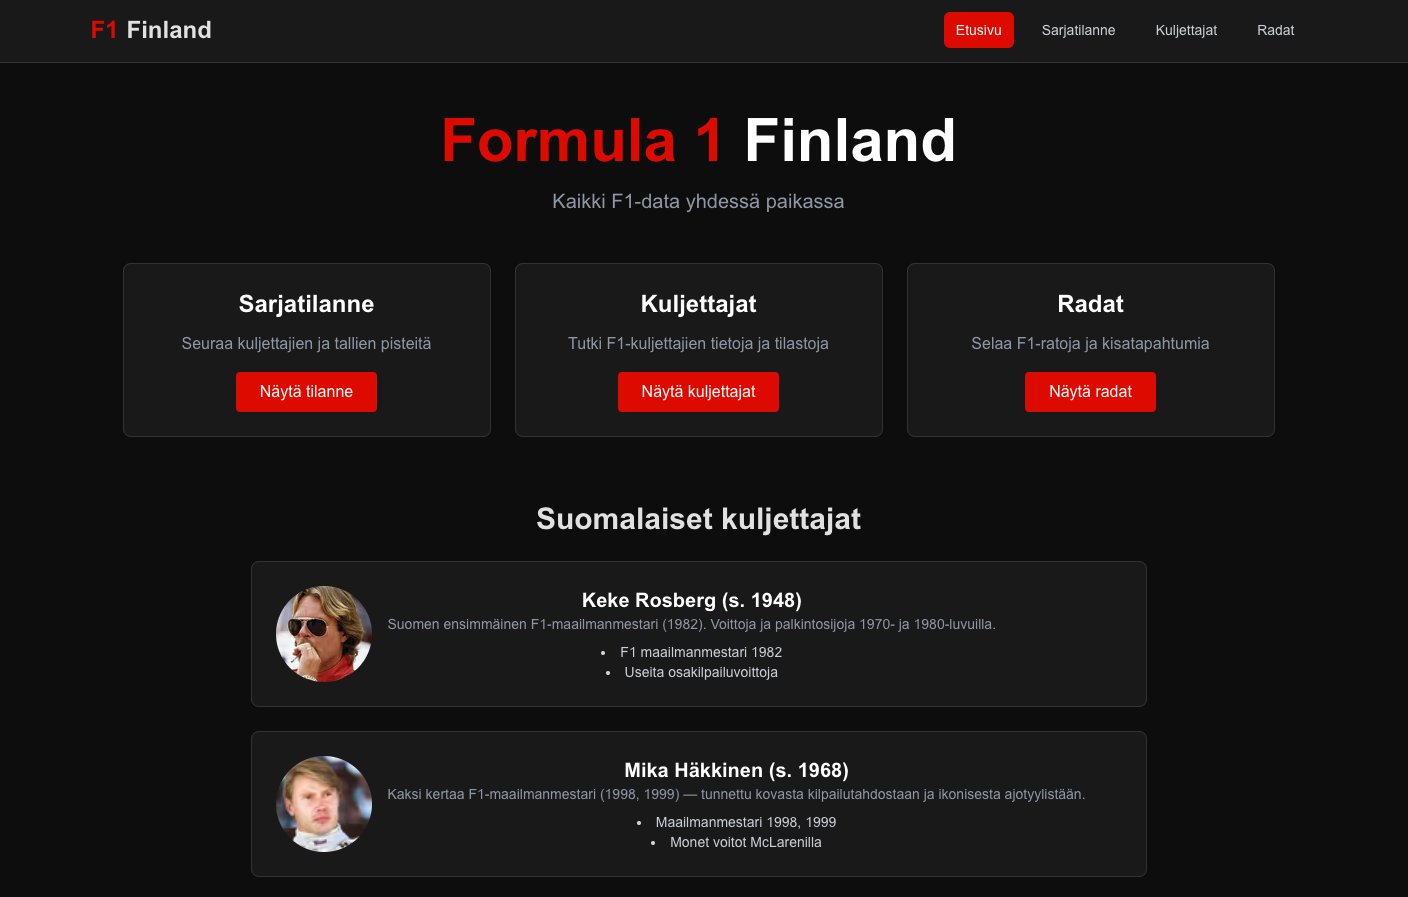 F1 Finland
Etusivu
Sarjatilanne
Kuljettajat
Radat
Formula 1 Finland
Kaikki F1-data yhdessä paikassa
Sarjatilanne
Seuraa kuljettajien ja tallien pisteitä
Näytä tilanne
Kuljettajat
Tutki F1-kuljettajien tietoja ja tilastoja
Näytä kuljettajat
Radat
Selaa F1-ratoja ja kisatapahtumia
Näytä radat
Suomalaiset kuljettajat
Keke Rosberg (s. 1948)
Suomen ensimmäinen F1-maailmanmestari (1982). Voittoja ja palkintosijoja 1970- ja 1980-luvuilla.
• F1 maailmanmestari 1982
• Useita osakilpailuvoittoja
Mika Häkkinen (s. 1968)
Kaksi kertaa F1-maailmanmestari (1998, 1999) — tunnettu kovasta kilpailutahdostaan ja ikonisesta ajotyylistään.
• Maailmanmestari 1998, 1999
• Monet voitot McLarenilla